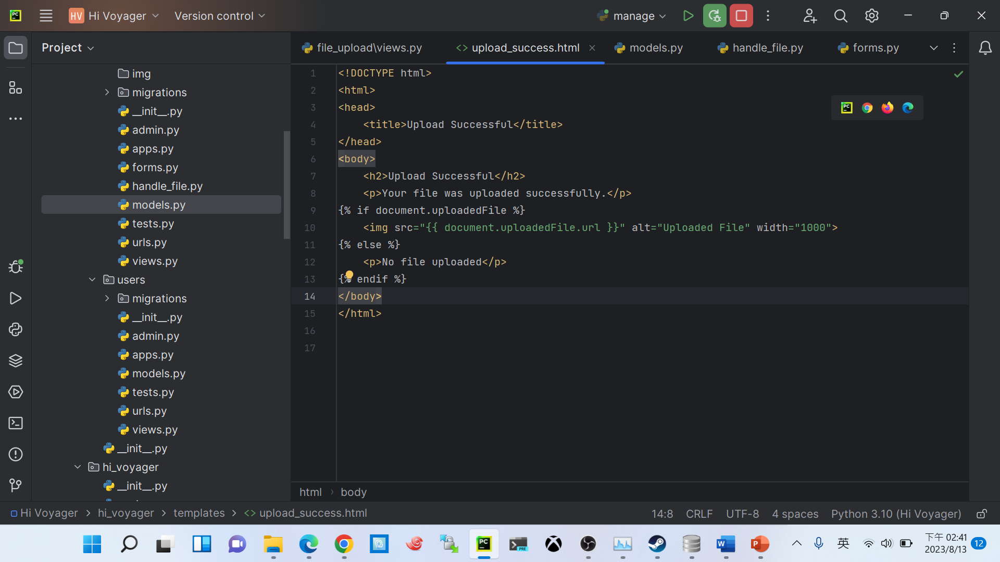 PC
HV Hi Voyager Version control manage
Project
file_upload\views.py upload_success.html models.py handle_file.py forms.py
img
migrations
__init__.py
admin.py
apps.py
forms.py
handle_file.py
models.py
tests.py
urls.py
views.py
users
migrations
__init__.py
admin.py
apps.py
models.py
tests.py
urls.py
views.py
__init__.py
hi_voyager
__init__.py
1 <!DOCTYPE html>
2 <html>
3 <head>
4 <title>Upload Successful</title>
5 </head>
6 <body>
7 <h2>Upload Successful</h2>
8 <p>Your file was uploaded successfully.</p>
9 {% if document.uploadedFile %}
10 <img src="{{ document.uploadedFile.url }}" alt="Uploaded File" width="1000">
11 {% else %}
12 <p>No file uploaded</p>
13 {% endif %}
14 </body>
15 </html>
16
17
PC
html › body
Hi Voyager > hi_voyager > templates > <> upload_success.html
14:8 CRLF UTF-8 4 spaces Python 3.10 (Hi Voyager)
PC PRE W P 英
下午 02:41
2023/8/13
12